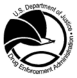 U.S. Department of Justice
Drug Enforcement Administration